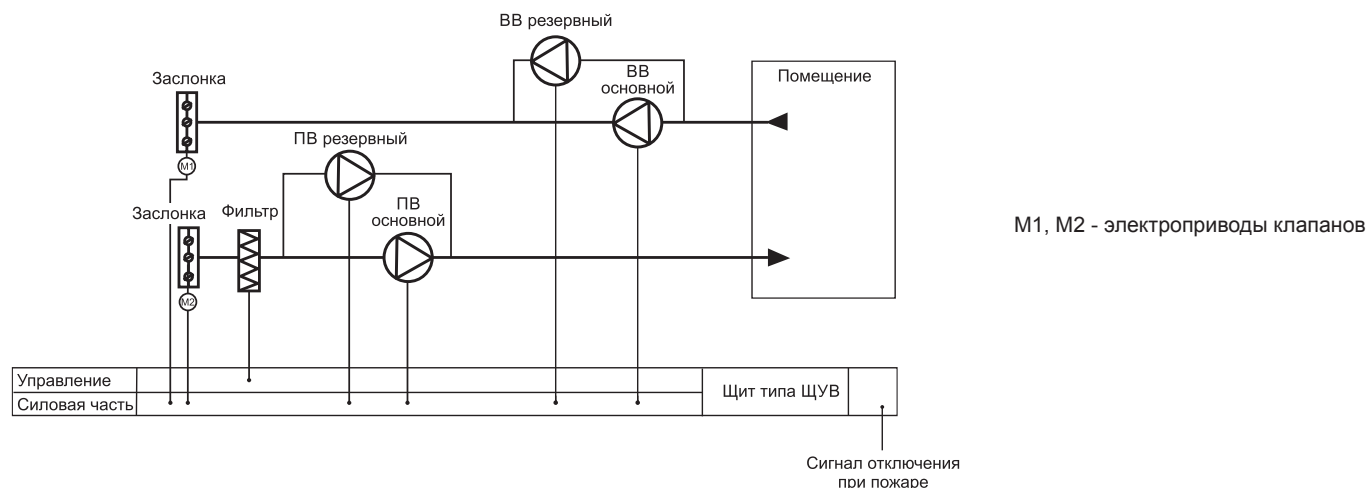 ВВ резервный
Заслонка
ВВ
основной
Помещение
ПВ резервный
М1
Заслонка
Фильтр
ПВ
основной
М1, М2 - электроприводы клапанов
М2
Управление
Силовая часть
Щит типа ЩУВ
Сигнал отключения
при пожаре